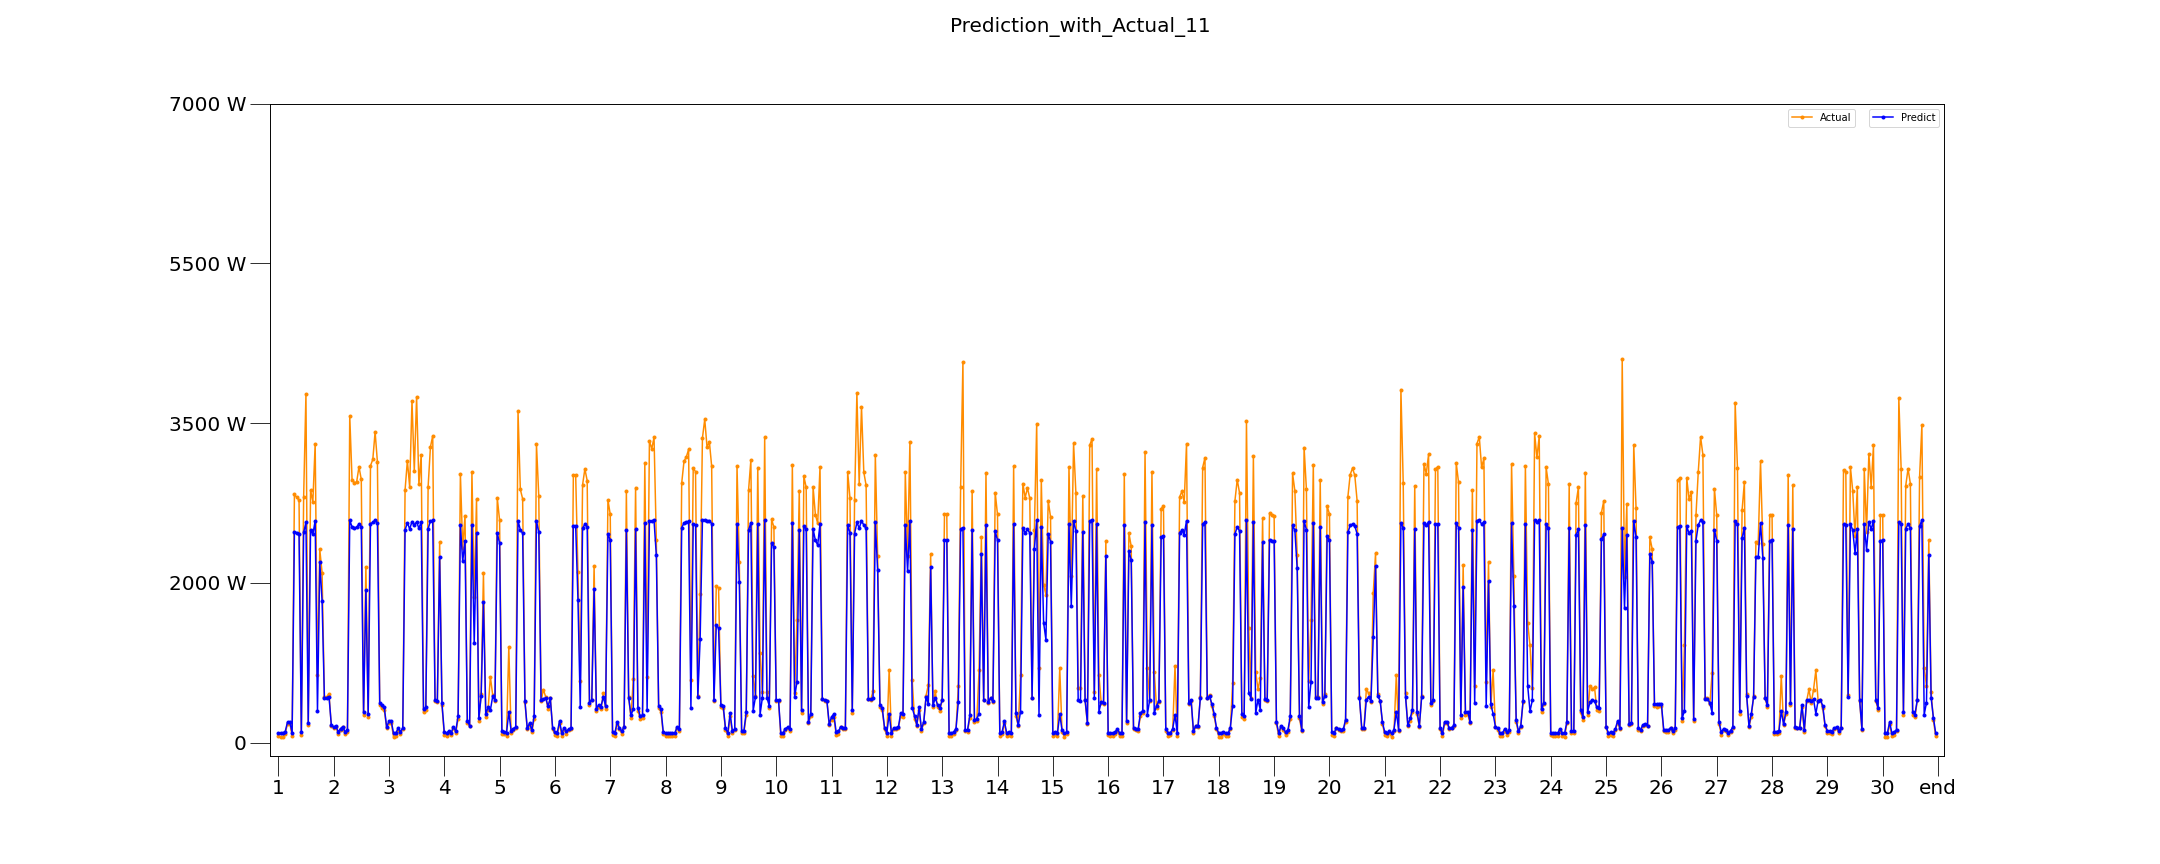 Prediction_with_Actual_11
Actual Predict
7000 W
5500 W
3500 W
2000 W
0
1 2 3 4 5 6 7 8 9 10 11 12 13 14 15 16 17 18 19 20 21 22 23 24 25 26 27 28 29 30 end